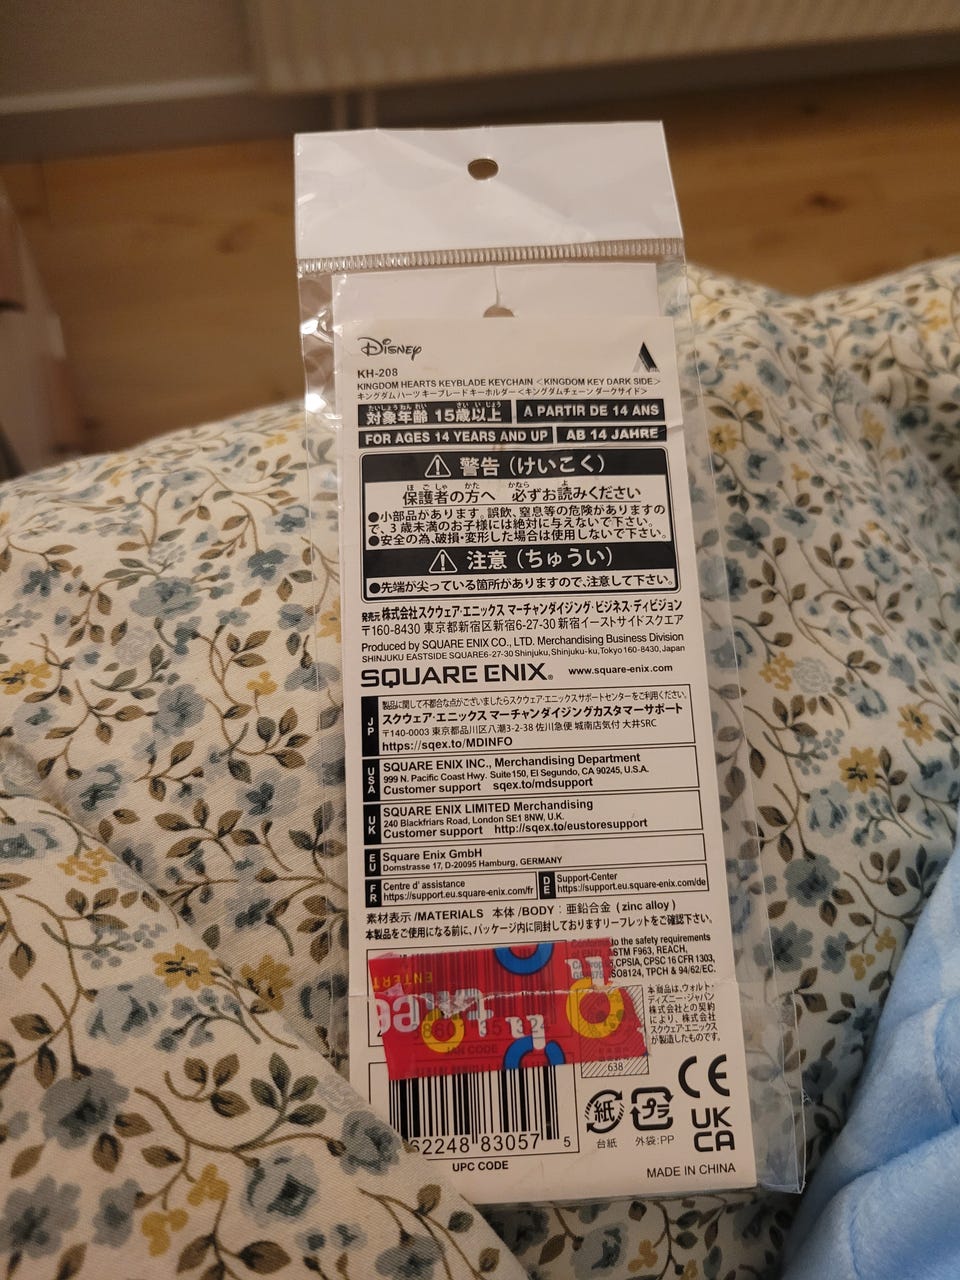 Disney
KH-208
KINGDOM HEARTS KEYBLADE KEYCHAIN <KINGDOM KEY DARK SIDE>
キングダム ハーツ キーブレード キーホルダー <キングダムチェーン ダークサイド>
対象年齢 15歳以上 A PARTIR DE 14 ANS
FOR AGES 14 YEARS AND UP AB 14 JAHRE
警告 (けいこく)
保護者の方へ 必ずお読みください
●小部品があります。誤飲、窒息等の危険がありますので、3歳未満のお子様には絶対に与えないで下さい。
●安全の為、破損・変形した場合は使用しないで下さい。
注意 (ちゅうい)
●先端が尖っている箇所がありますので、注意して下さい。
発売元 株式会社スクウェア・エニックス マーチャンダイジング・ビジネス・ディビジョン
〒160-8430 東京都新宿区新宿6-27-30 新宿イーストサイドスクエア
Produced by SQUARE ENIX CO., LTD. Merchandising Business Division
SHINJUKU EASTSIDE SQUARE6-27-30 Shinjuku, Shinjuku-ku, Tokyo 160-8430, Japan
SQUARE ENIX® www.square-enix.com
JP
製品に関して不都合な点がございましたらスクウェア・エニックスサポートセンターをご利用ください。
スクウェア・エニックス マーチャンダイジングカスタマーサポート
〒140-0003 東京都品川区八潮3-2-38 佐川急便 城南店気付 大井SRC
https://sqex.to/MDINFO
USA
SQUARE ENIX INC., Merchandising Department
999 N. Pacific Coast Hwy. Suite 150, El Segundo, CA 90245, U.S.A.
Customer support sqex.to/mdsupport
UK
SQUARE ENIX LIMITED Merchandising
240 Blackfriars Road, London SE1 8NW, U.K.
Customer support http://sqex.to/eustoresupport
EU
Square Enix GmbH
Domstrasse 17, D-20095 Hamburg, GERMANY
FR
Centre d' assistance
https://support.eu.square-enix.com/fr
DE
Support-Center
https://support.eu.square-enix.com/de
素材表示/MATERIALS 本体/BODY:亜鉛合金 (zinc alloy)
本製品をご使用になる前に、パッケージ内に同封しておりますリーフレットをご確認下さい。
to the safety requirements
ASTM F963, REACH,
CPSIA, CPSC 16 CFR 1303,
ISO8124, TPCH & 94/62/EC.
本商品は、ウォルト・
ディズニー・ジャパン
株式会社との契約
により、株式会社
スクウェア・エニックス
が製造したものです。
JAN CODE
638
62248 83057 5
UPC CODE
紙
台紙
プラ
外袋:PP
CE
UK
CA
MADE IN CHINA